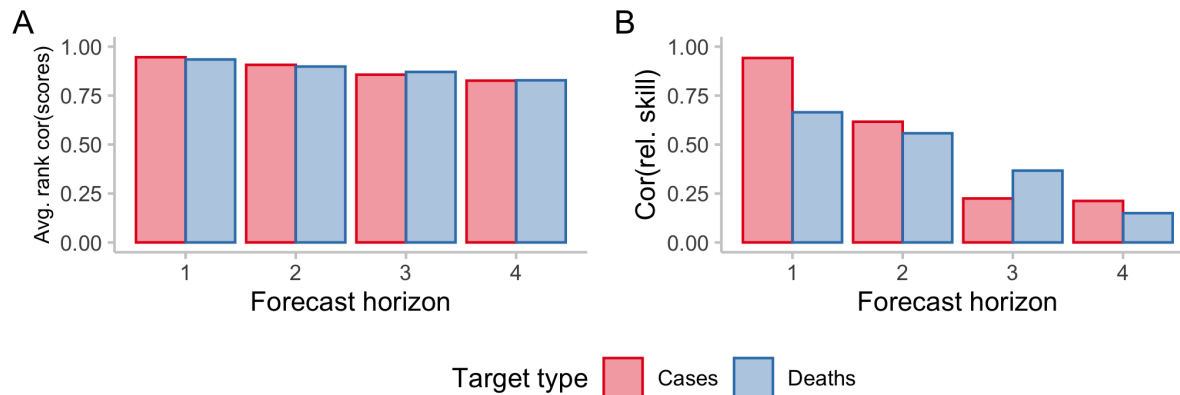 A
Avg. rank cor(scores)
1.00
0.75
0.50
0.25
0.00
1 2 3 4
Forecast horizon
B
Cor(rel. skill)
1.00
0.75
0.50
0.25
0.00
1 2 3 4
Forecast horizon
Target type Cases Deaths